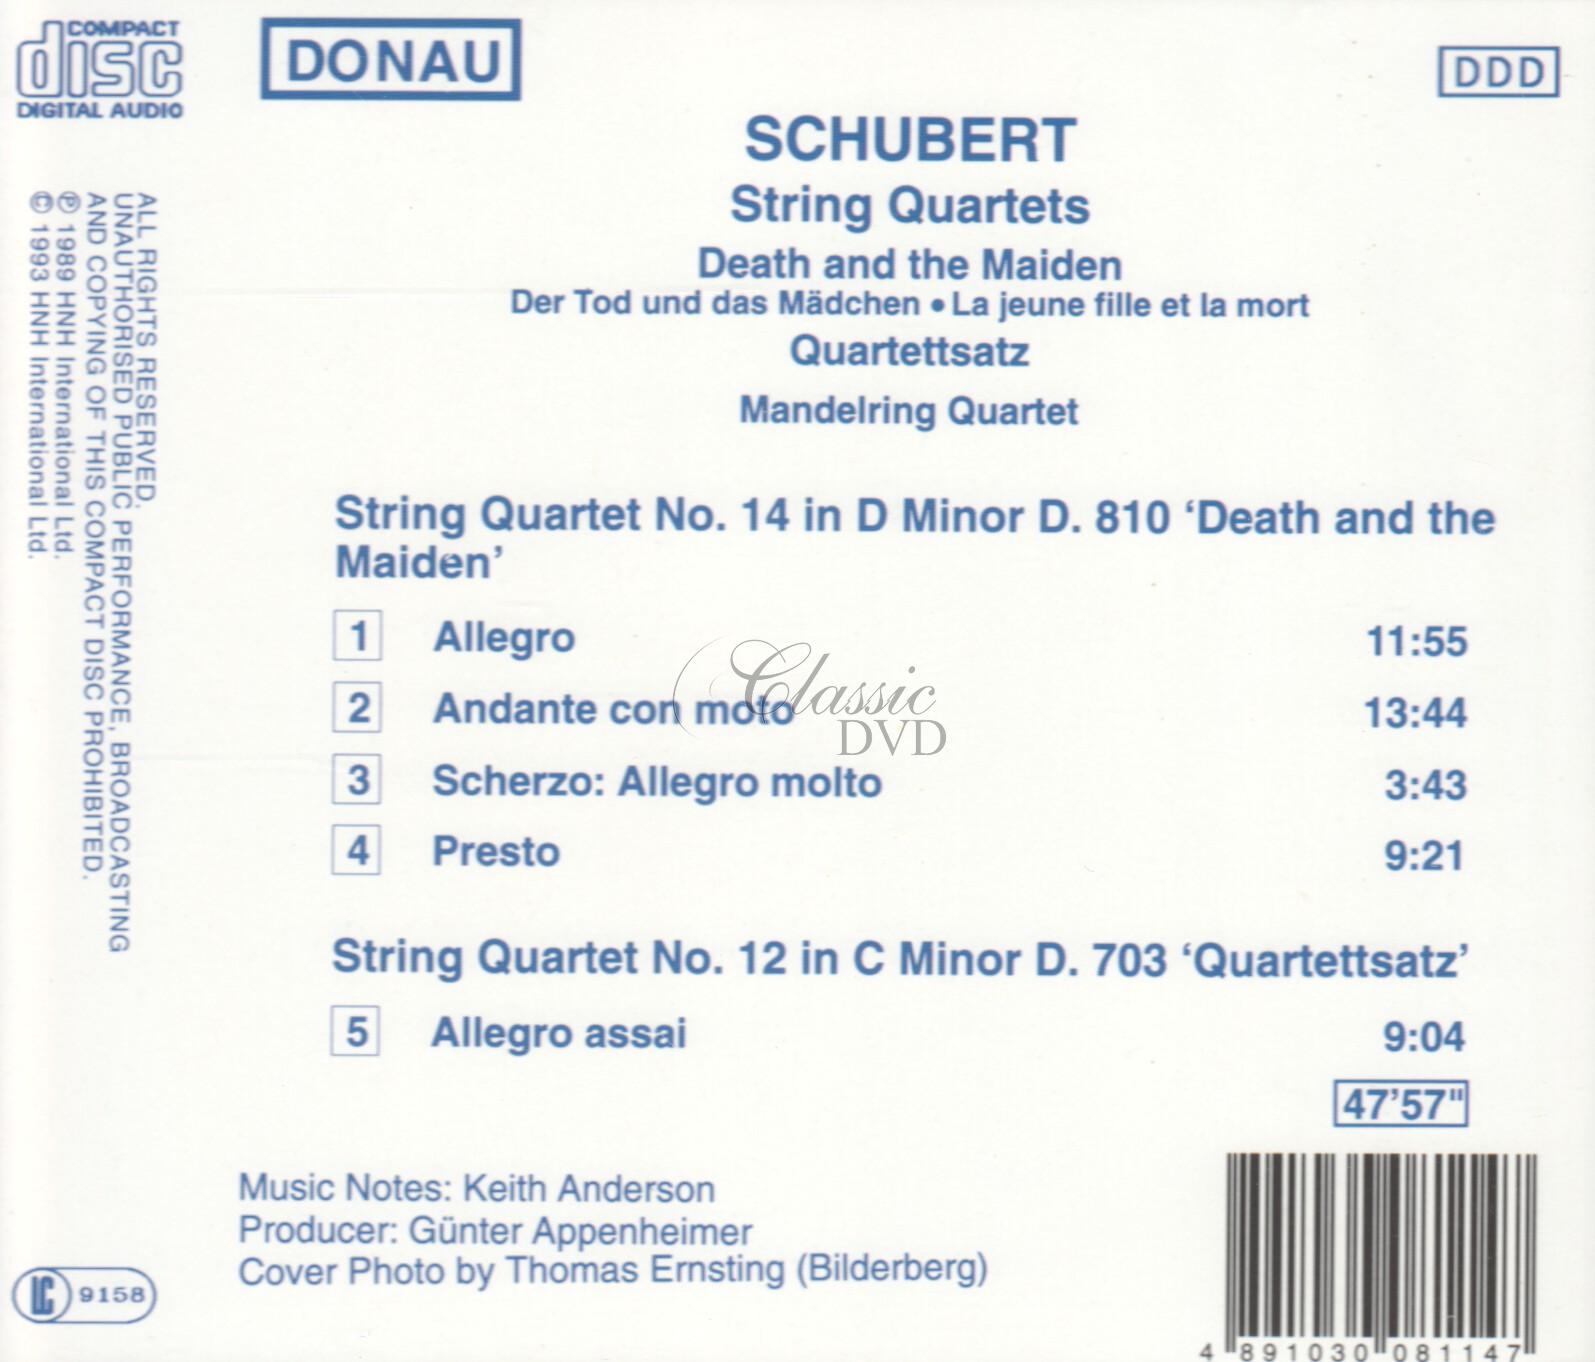 COMPACT
disc
DIGITAL AUDIO
DONAU
DDD
SCHUBERT
String Quartets
Death and the Maiden
Der Tod und das Mädchen • La jeune fille et la mort
Quartettsatz
Mandelring Quartet
String Quartet No. 14 in D Minor D. 810 ‘Death and the
Maiden’
1 Allegro 11:55
2 Andante con moto 13:44
3 Scherzo: Allegro molto 3:43
4 Presto 9:21
String Quartet No. 12 in C Minor D. 703 ‘Quartettsatz’
5 Allegro assai 9:04
47’57"
Classic
DVD
Music Notes: Keith Anderson
Producer: Günter Appenheimer
Cover Photo by Thomas Ernsting (Bilderberg)
ALL RIGHTS RESERVED.
UNAUTHORISED PUBLIC PERFORMANCE, BROADCASTING
AND COPYING OF THIS COMPACT DISC PROHIBITED.
℗ 1989 HNH International Ltd.
© 1993 HNH International Ltd.
LC 9158
4 891030 081147